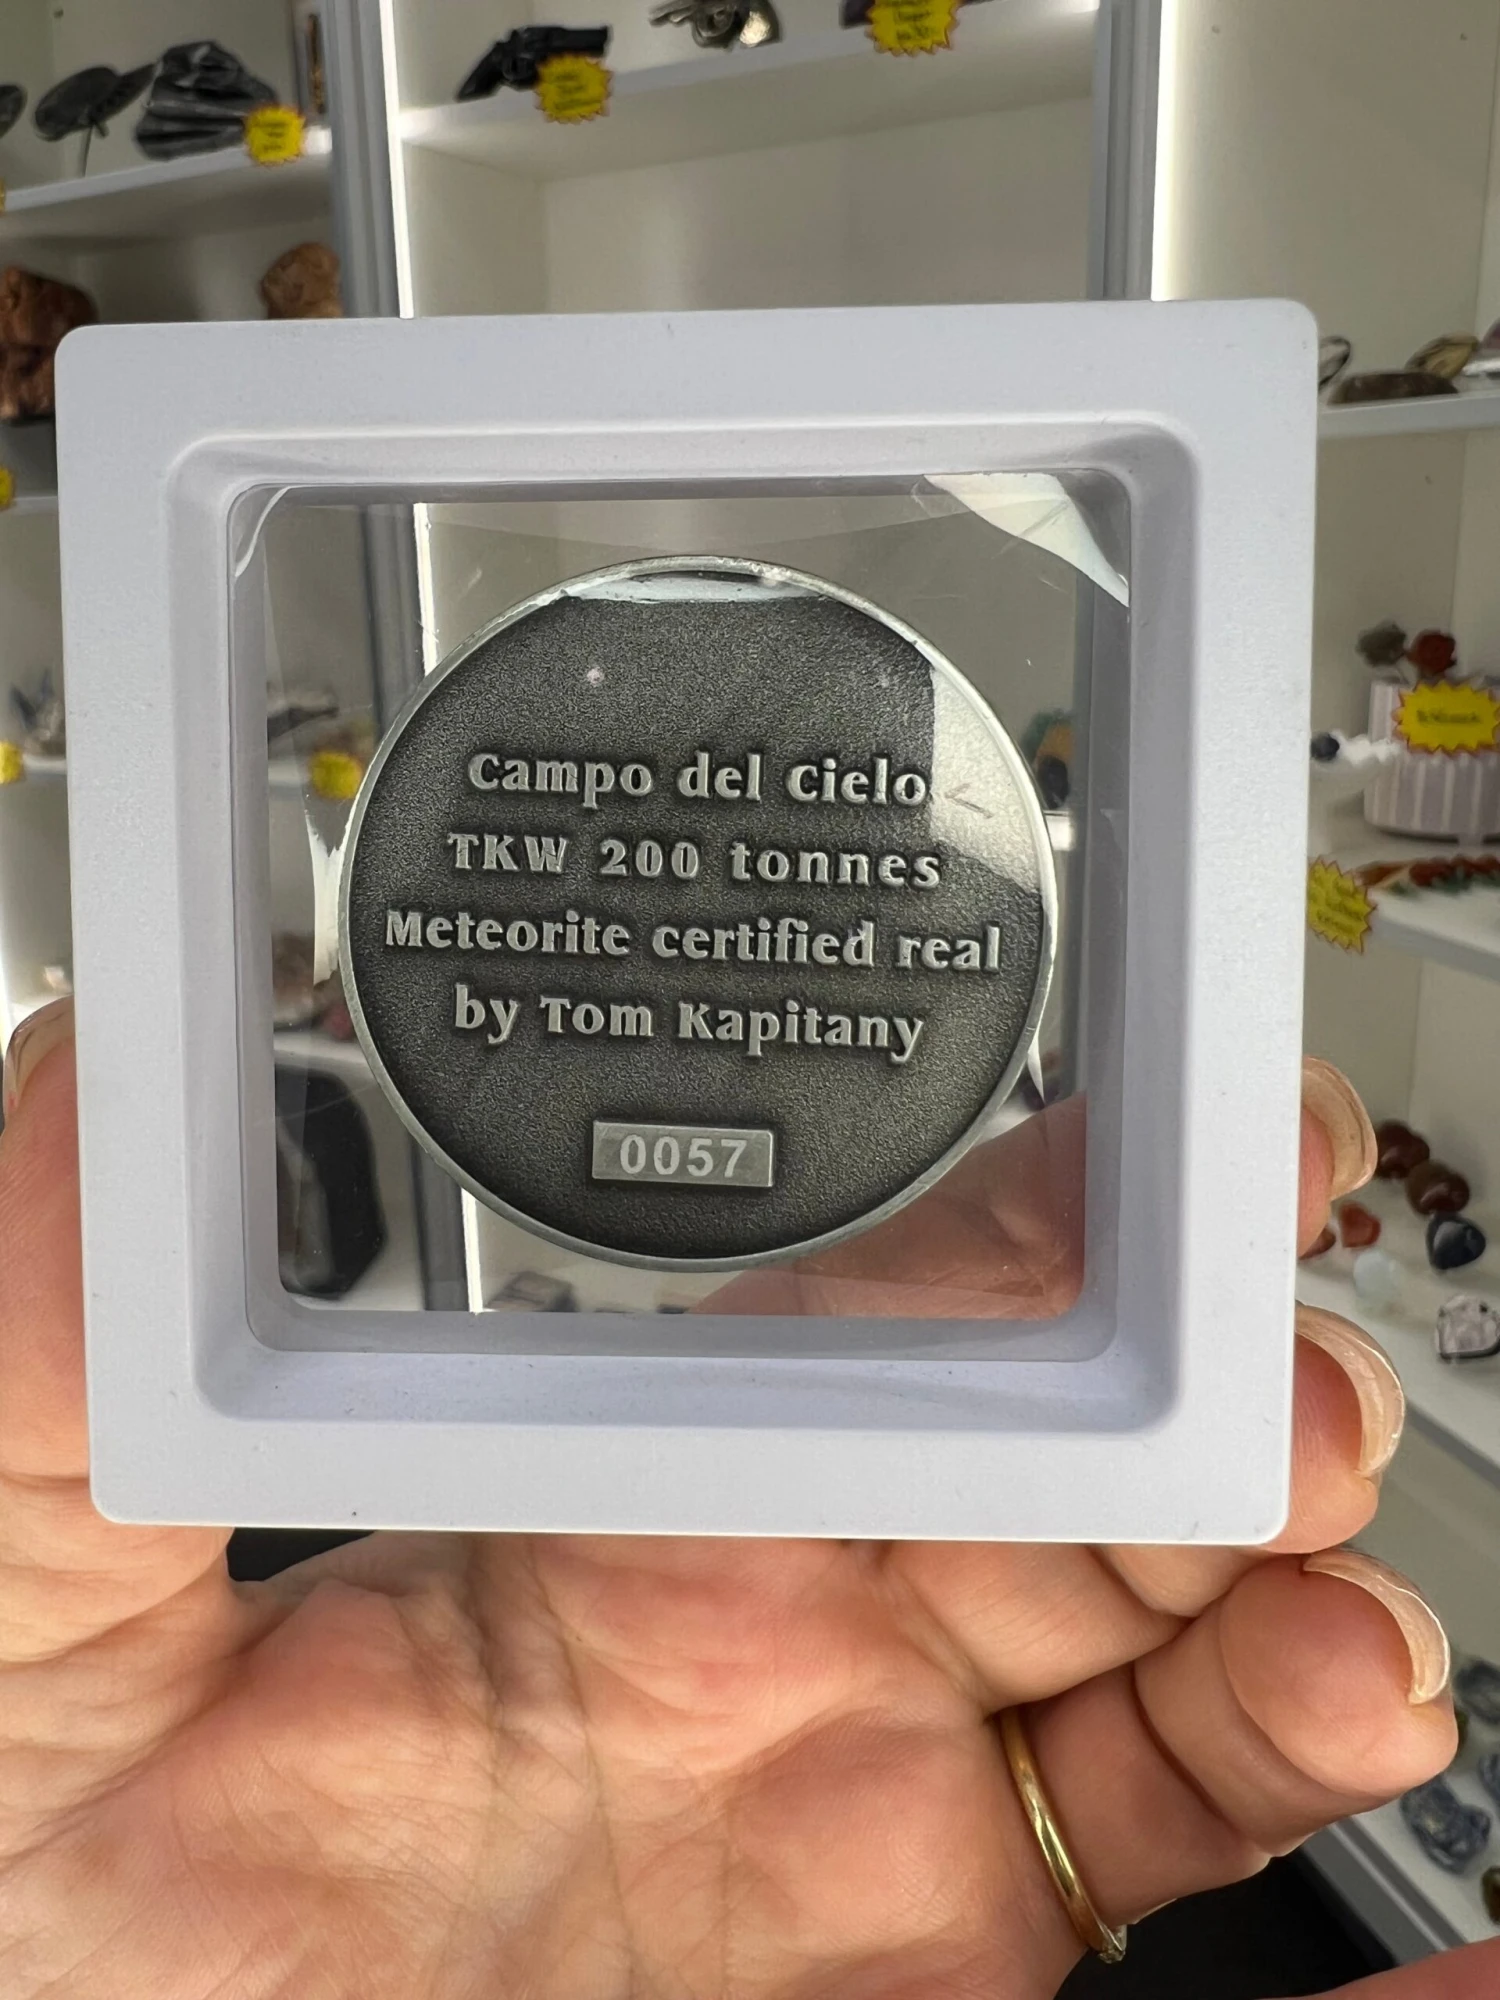 Campo del Cielo
TKW 200 tonnes
Meteorite certified real
by Tom Kapitany
0057